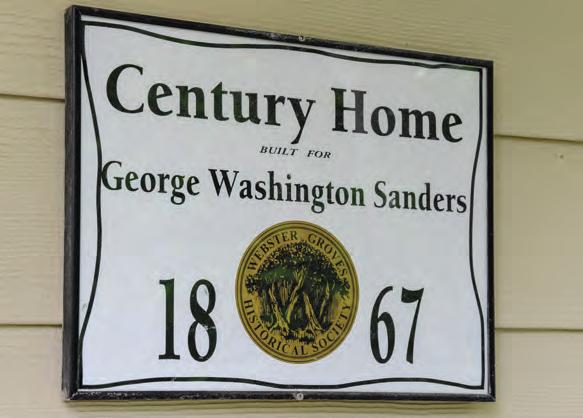 Century Home
BUILT FOR
George Washington Sanders
18 67
WEBSTER GROVES
HISTORICAL SOCIETY